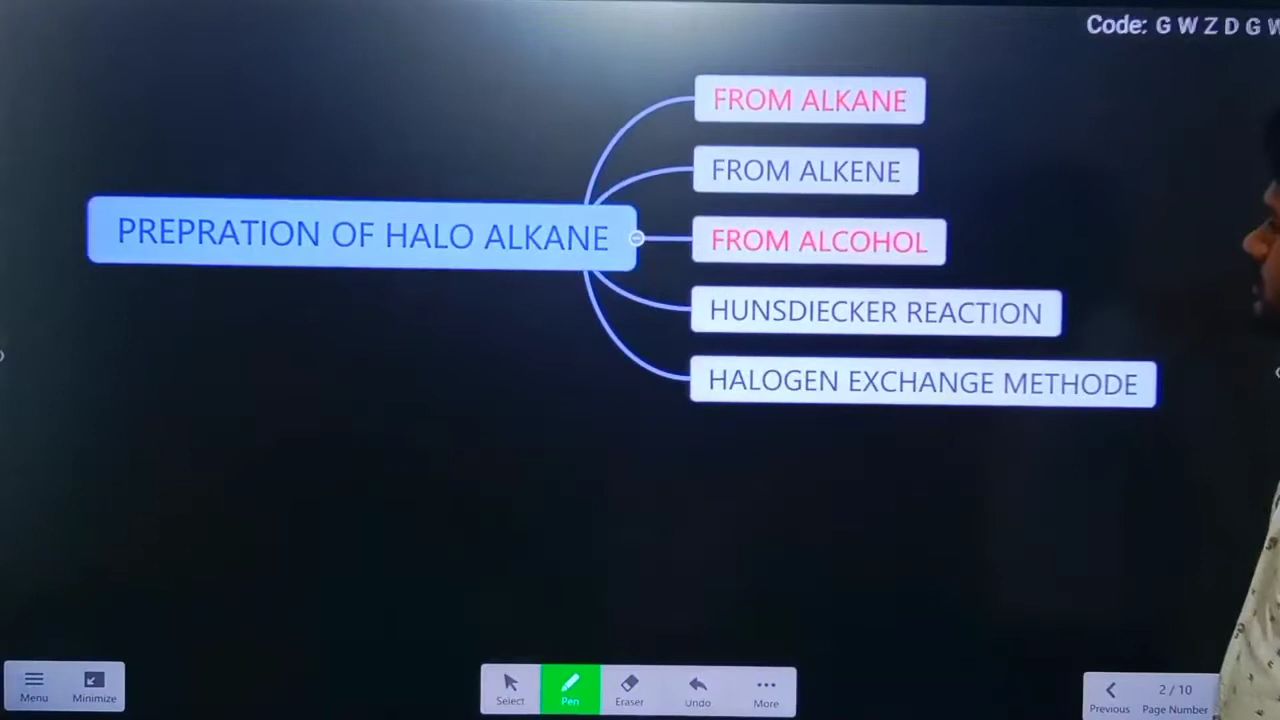 Code: G W Z D G W
FROM ALKANE
FROM ALKENE
PREPRATION OF HALO ALKANE
FROM ALCOHOL
HUNSDIECKER REACTION
HALOGEN EXCHANGE METHODE
Menu
Minimize
Select
Pen
Eraser
Undo
More
Previous
2 / 10
Page Number